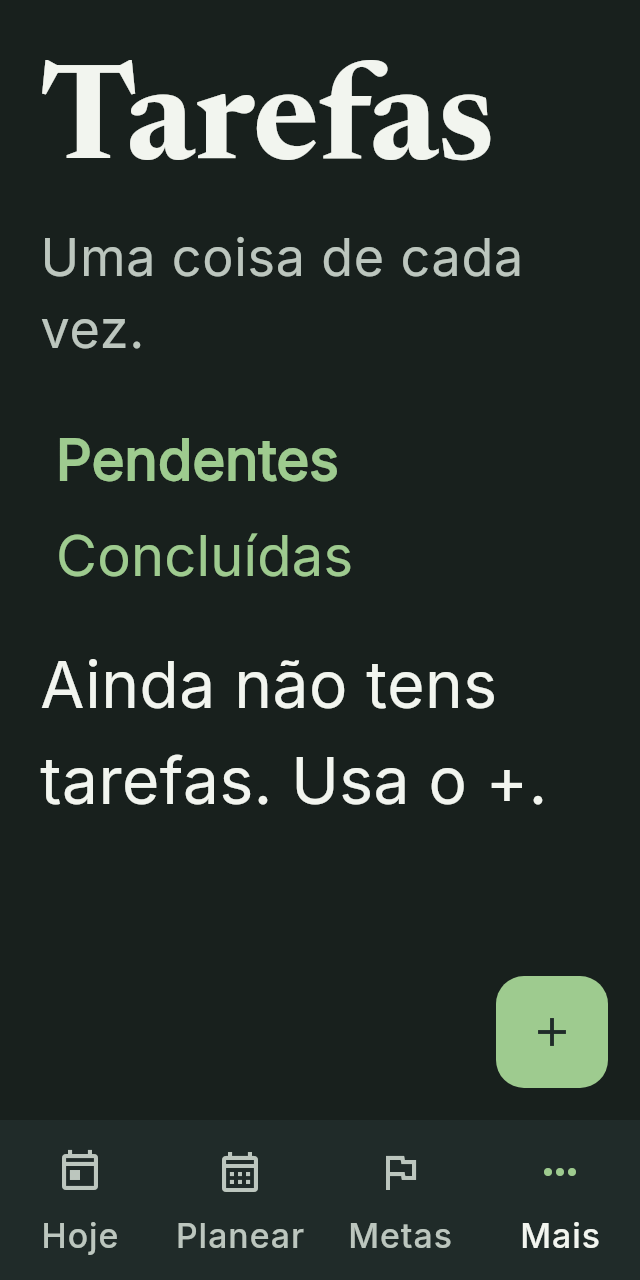 Tarefas
Uma coisa de cada
vez.
Pendentes
Concluídas
Ainda não tens
tarefas. Usa o +.
+
Hoje
Planear
Metas
Mais